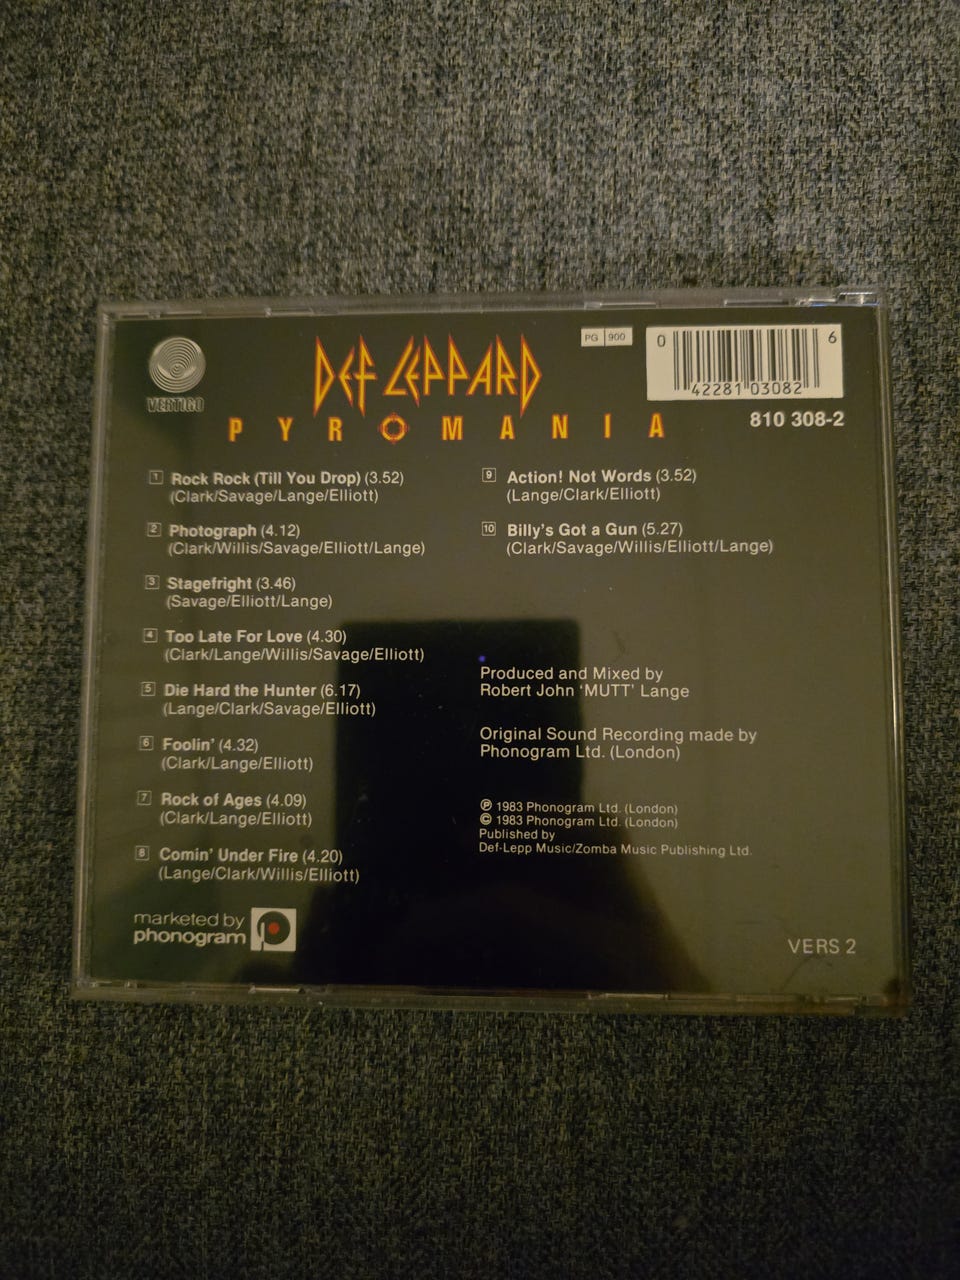 VERTIGO
DEF LEPPARD
PYROMANIA
PG 900
0 42281 03082 6
810 308-2
1 Rock Rock (Till You Drop) (3.52)
(Clark/Savage/Lange/Elliott)
2 Photograph (4.12)
(Clark/Willis/Savage/Elliott/Lange)
3 Stagefright (3.46)
(Savage/Elliott/Lange)
4 Too Late For Love (4.30)
(Clark/Lange/Willis/Savage/Elliott)
5 Die Hard the Hunter (6.17)
(Lange/Clark/Savage/Elliott)
6 Foolin' (4.32)
(Clark/Lange/Elliott)
7 Rock of Ages (4.09)
(Clark/Lange/Elliott)
8 Comin' Under Fire (4.20)
(Lange/Clark/Willis/Elliott)
marketed by
phonogram
9 Action! Not Words (3.52)
(Lange/Clark/Elliott)
10 Billy's Got a Gun (5.27)
(Clark/Savage/Willis/Elliott/Lange)
Produced and Mixed by
Robert John 'MUTT' Lange
Original Sound Recording made by
Phonogram Ltd. (London)
℗ 1983 Phonogram Ltd. (London)
© 1983 Phonogram Ltd. (London)
Published by
Def-Lepp Music/Zomba Music Publishing Ltd.
VERS 2